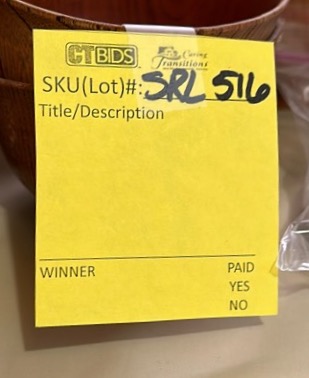 CTBIDS. Caring Transitions
SKU(Lot)#: SRL 516
Title/Description
WINNER PAID
YES
NO